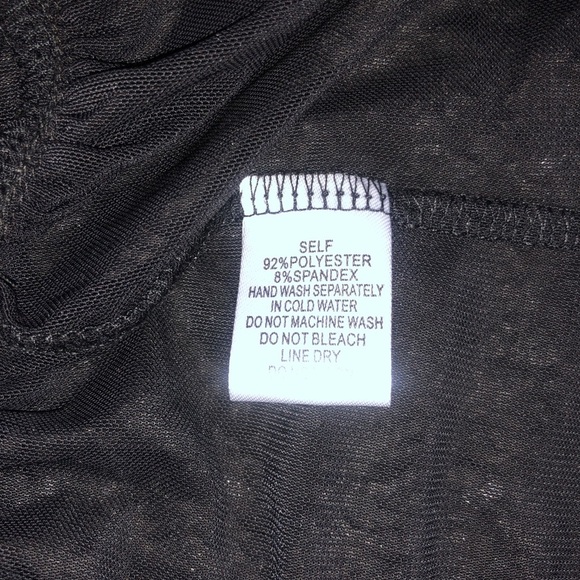 SELF
92%POLYESTER
8%SPANDEX
HAND WASH SEPARATELY
IN COLD WATER
DO NOT MACHINE WASH
DO NOT BLEACH
LINE DRY